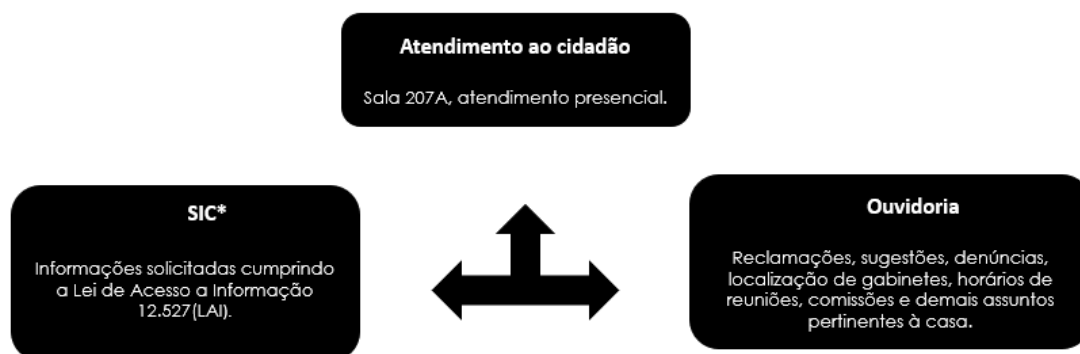 Atendimento ao cidadão
Sala 207A, atendimento presencial.
SIC*
Informações solicitadas cumprindo
a Lei de Acesso a Informação
12.527(LAI).
Ouvidoria
Reclamações, sugestões, denúncias,
localização de gabinetes, horários de
reuniões, comissões e demais assuntos
pertinentes à casa.